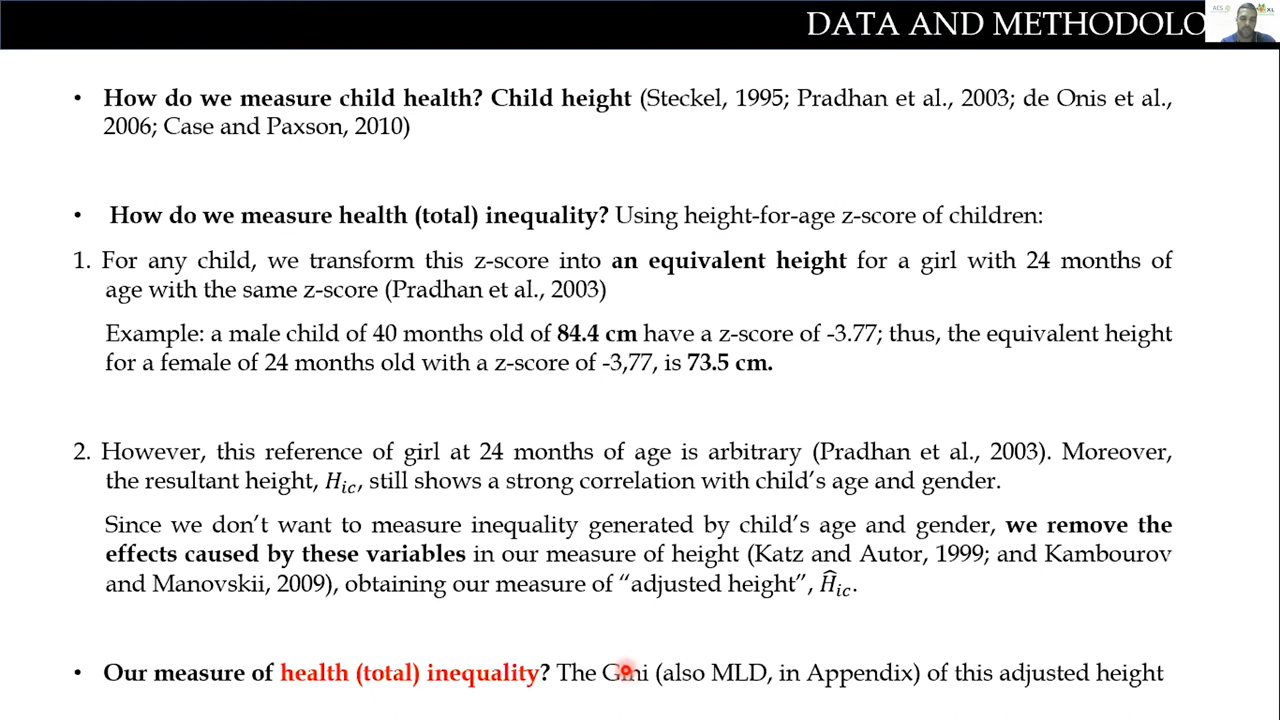 DATA AND METHODOLO
AES
XL
• How do we measure child health? Child height (Steckel, 1995; Pradhan et al., 2003; de Onis et al.,
2006; Case and Paxson, 2010)
• How do we measure health (total) inequality? Using height-for-age z-score of children:
1. For any child, we transform this z-score into an equivalent height for a girl with 24 months of
age with the same z-score (Pradhan et al., 2003)
Example: a male child of 40 months old of 84.4 cm have a z-score of -3.77; thus, the equivalent height
for a female of 24 months old with a z-score of -3,77, is 73.5 cm.
2. However, this reference of girl at 24 months of age is arbitrary (Pradhan et al., 2003). Moreover,
the resultant height, H_ic, still shows a strong correlation with child’s age and gender.
Since we don’t want to measure inequality generated by child’s age and gender, we remove the
effects caused by these variables in our measure of height (Katz and Autor, 1999; and Kambourov
and Manovskii, 2009), obtaining our measure of “adjusted height”, Ĥ_ic.
• Our measure of health (total) inequality? The Gini (also MLD, in Appendix) of this adjusted height